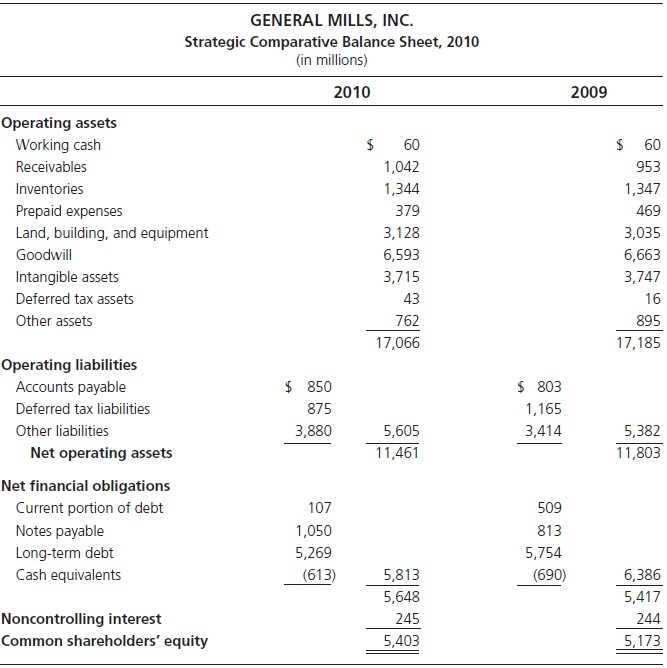 GENERAL MILLS, INC.
Strategic Comparative Balance Sheet, 2010
(in millions)
2010 2009
Operating assets
Working cash $ 60 $ 60
Receivables 1,042 953
Inventories 1,344 1,347
Prepaid expenses 379 469
Land, building, and equipment 3,128 3,035
Goodwill 6,593 6,663
Intangible assets 3,715 3,747
Deferred tax assets 43 16
Other assets 762 895
17,066 17,185
Operating liabilities
Accounts payable $ 850 $ 803
Deferred tax liabilities 875 1,165
Other liabilities 3,880 5,605 3,414 5,382
Net operating assets 11,461 11,803
Net financial obligations
Current portion of debt 107 509
Notes payable 1,050 813
Long-term debt 5,269 5,754
Cash equivalents (613) 5,813 (690) 6,386
5,648 5,417
Noncontrolling interest 245 244
Common shareholders' equity 5,403 5,173